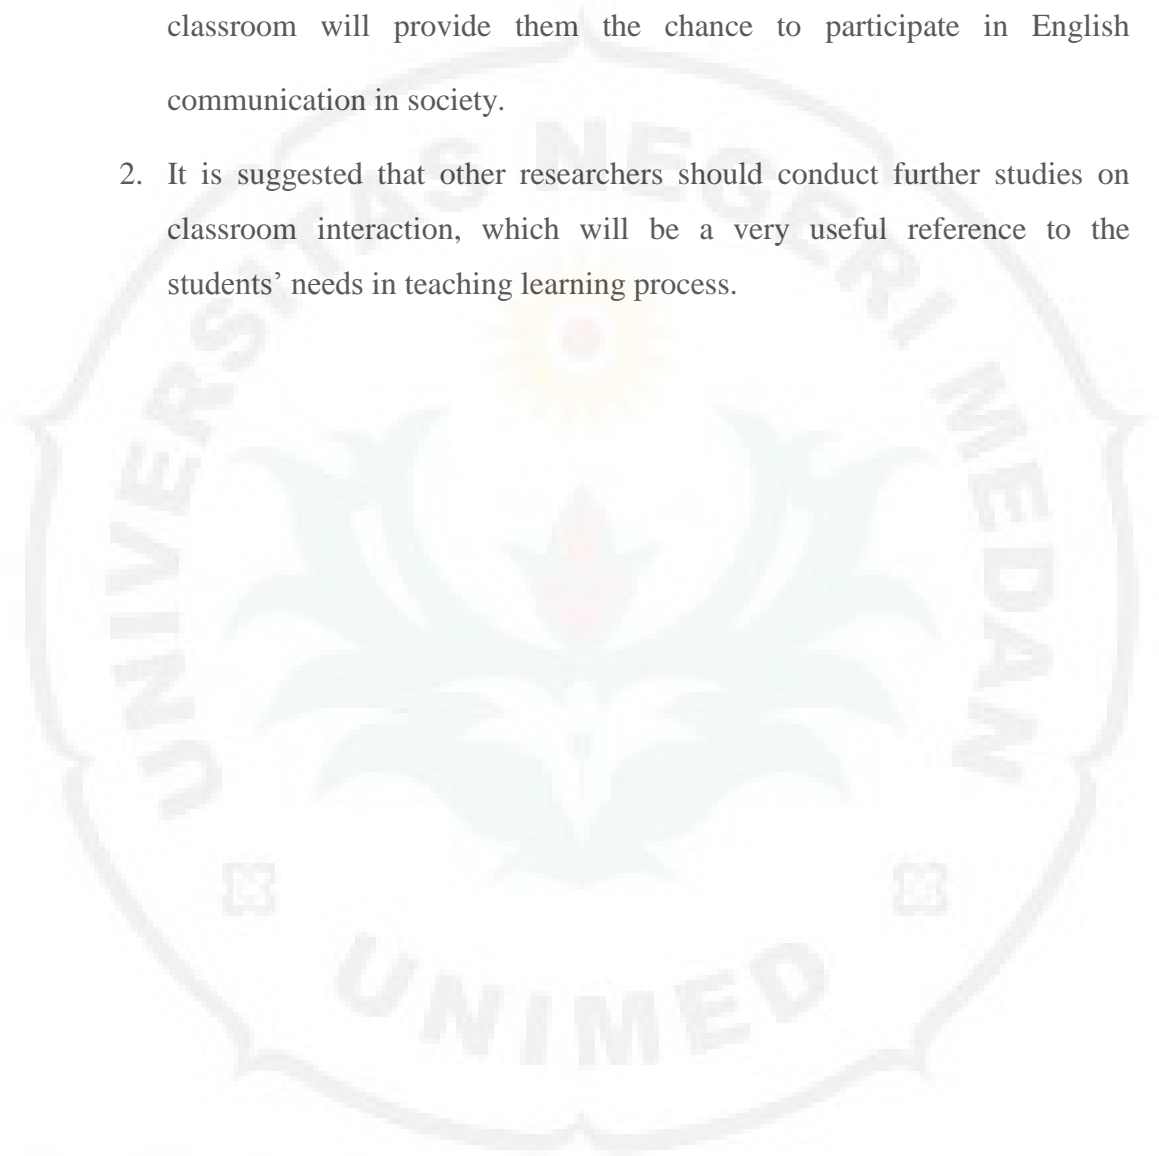 classroom will provide them the chance to participate in English
communication in society.
2. It is suggested that other researchers should conduct further studies on
classroom interaction, which will be a very useful reference to the
students’ needs in teaching learning process.
UNIVERSITAS NEGERI MEDAN
UNIMED